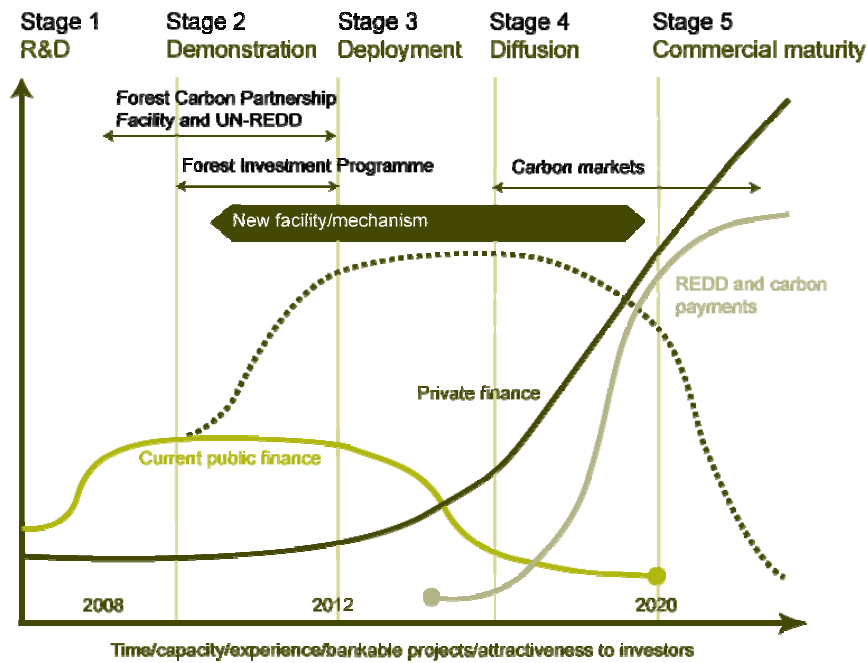 Stage 1
R&D
Stage 2
Demonstration
Stage 3
Deployment
Stage 4
Diffusion
Stage 5
Commercial maturity
Forest Carbon Partnership
Facility and UN-REDD
Forest Investment Programme
Carbon markets
New facility/mechanism
REDD and carbon
payments
Private finance
Current public finance
2008
2012
2020
Time/capacity/experience/bankable projects/attractiveness to investors